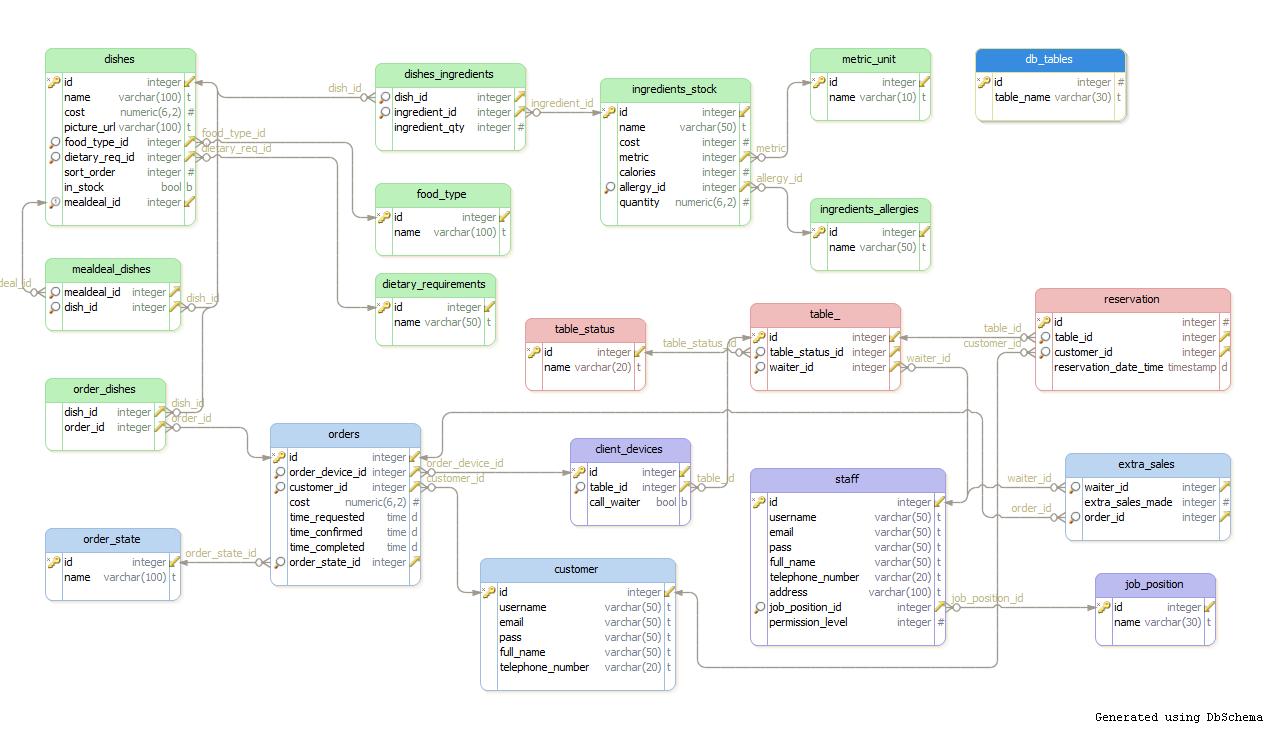 dishes
id integer #
name varchar(100) t
cost numeric(6,2) #
picture_url varchar(100) t
food_type_id integer
dietary_req_id integer
sort_order integer #
in_stock bool b
mealdeal_id integer
dishes_ingredients
dish_id integer
ingredient_id integer
ingredient_qty integer #
dish_id
ingredient_id
ingredients_stock
id integer
name varchar(50) t
cost integer #
metric integer
calories integer #
allergy_id integer
quantity numeric(6,2) #
metric_unit
id integer
name varchar(10) t
db_tables
id integer #
table_name varchar(30) t
food_type_id
dietary_req_id
metric
allergy_id
food_type
id integer
name varchar(100) t
ingredients_allergies
id integer
name varchar(50) t
mealdeal_dishes
mealdeal_id integer
dish_id integer
deal_id
dish_id
dietary_requirements
id integer
name varchar(50) t
table_status
id integer
name varchar(20) t
table_status_id
table_
id integer
table_status_id integer
waiter_id integer
waiter_id
table_id
customer_id
reservation
id integer #
table_id integer
customer_id integer
reservation_date_time timestamp d
order_dishes
dish_id integer
order_id integer
dish_id
order_id
orders
id integer
order_device_id integer
customer_id integer
cost numeric(6,2) #
time_requested time d
time_confirmed time d
time_completed time d
order_state_id integer
order_device_id
customer_id
client_devices
id integer
table_id integer
call_waiter bool b
table_id
staff
id integer
username varchar(50) t
email varchar(50) t
pass varchar(50) t
full_name varchar(50) t
telephone_number varchar(20) t
address varchar(100) t
job_position_id integer
permission_level integer #
waiter_id
order_id
extra_sales
waiter_id integer
extra_sales_made integer #
order_id integer
order_state
id integer
name varchar(100) t
order_state_id
customer
id integer
username varchar(50) t
email varchar(50) t
pass varchar(50) t
full_name varchar(50) t
telephone_number varchar(20) t
job_position_id
job_position
id integer
name varchar(30) t
Generated using DbSchema